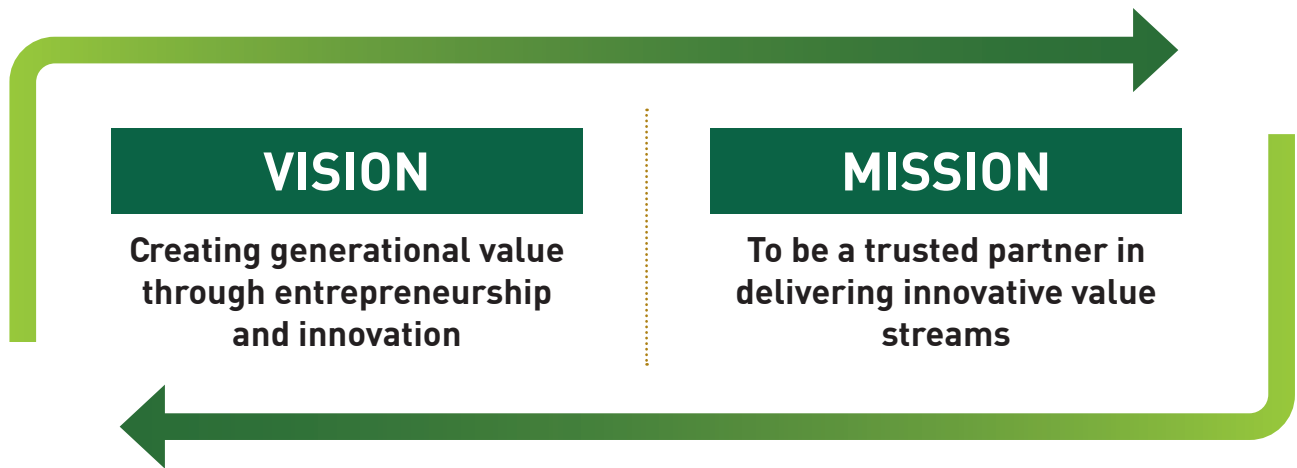 VISION
Creating generational value
through entrepreneurship
and innovation
MISSION
To be a trusted partner in
delivering innovative value
streams